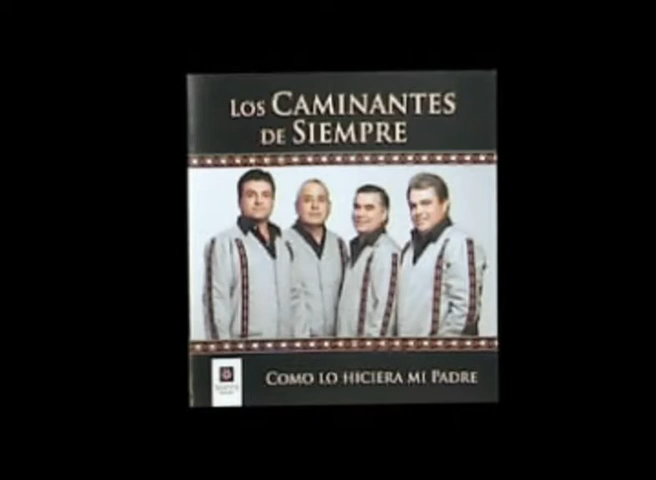 LOS CAMINANTES
DE SIEMPRE
COMO LO HICIERA MI PADRE